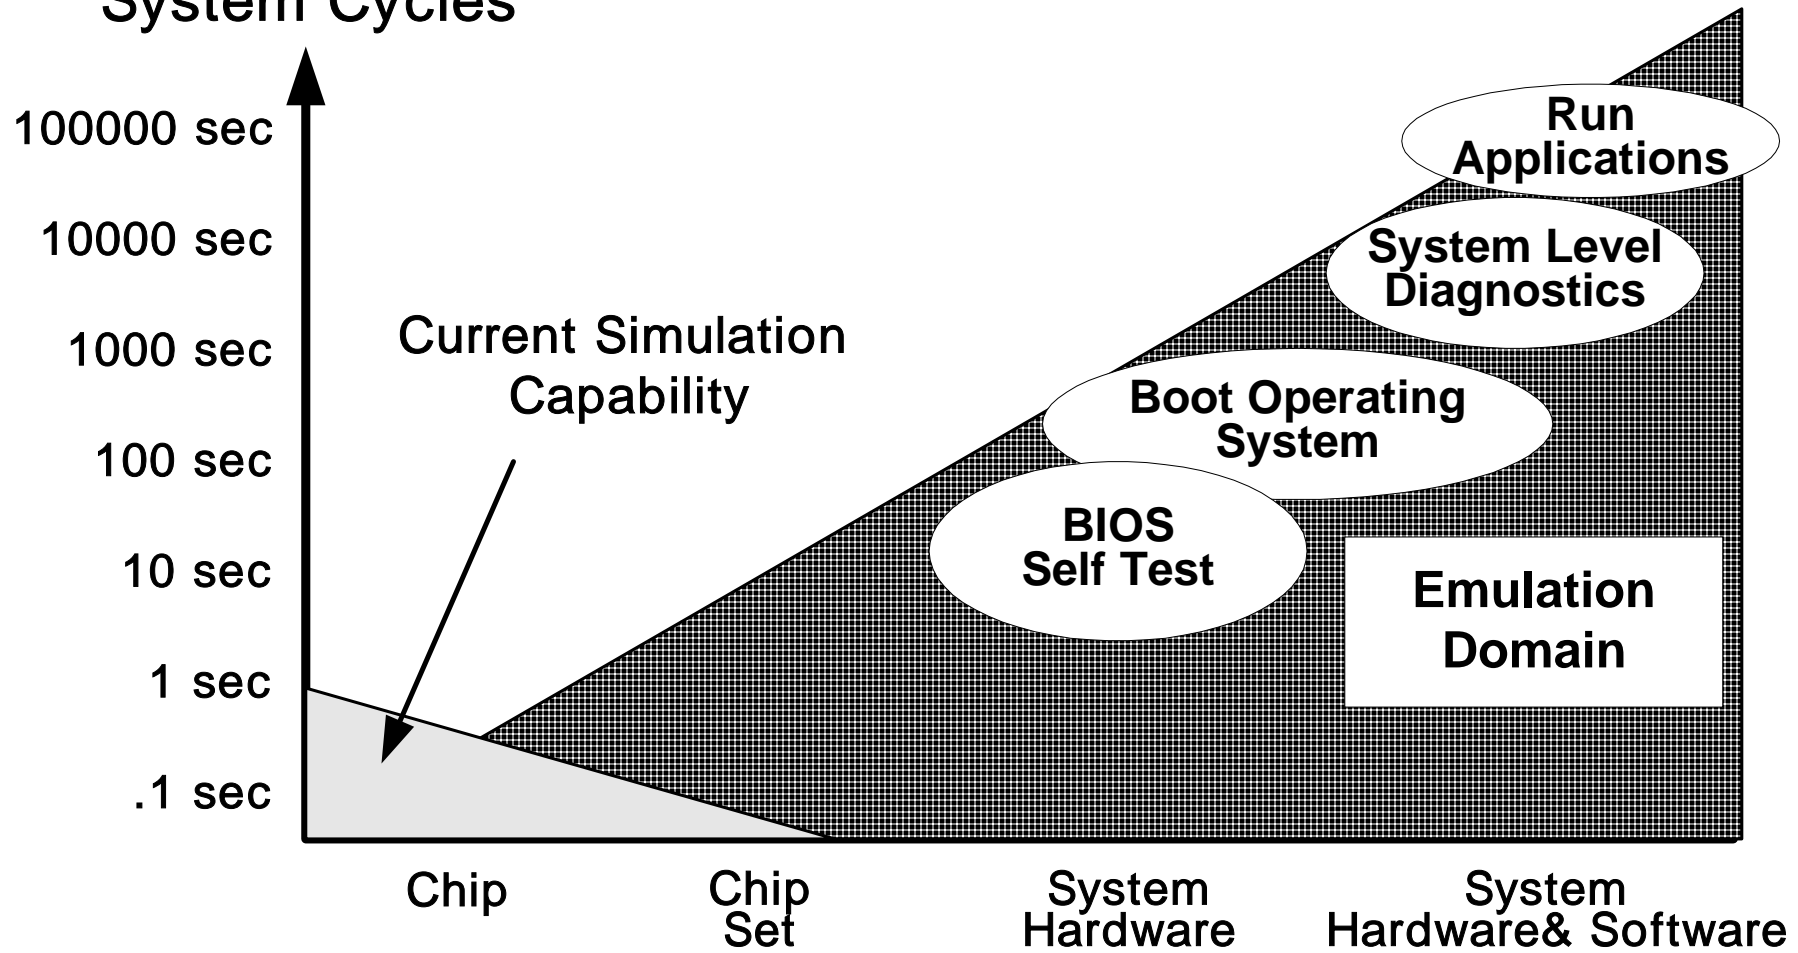 System Cycles
100000 sec
10000 sec
1000 sec
100 sec
10 sec
1 sec
.1 sec
Current Simulation
Capability
Run
Applications
System Level
Diagnostics
Boot Operating
System
BIOS
Self Test
Emulation
Domain
Chip
Chip
Set
System
Hardware
System
Hardware& Software